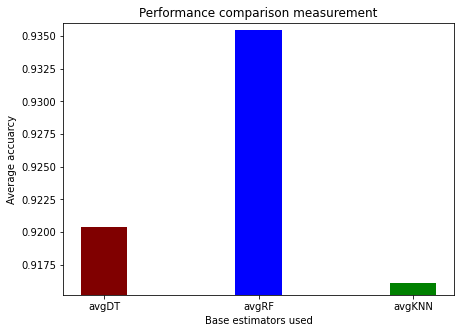 Performance comparison measurement
Average accuarcy
0.9350
0.9325
0.9300
0.9275
0.9250
0.9225
0.9200
0.9175
avgDT avgRF avgKNN
Base estimators used